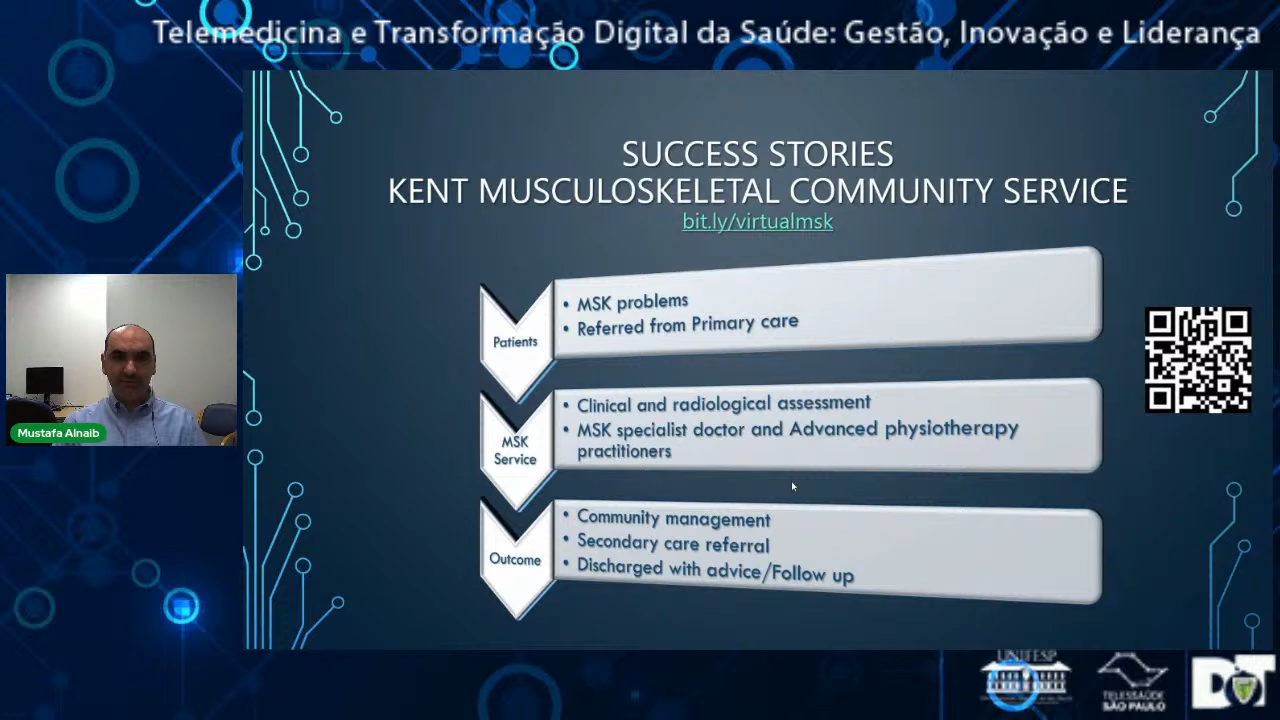 Telemedicina e Transformação Digital da Saúde: Gestão, Inovação e Liderança
SUCCESS STORIES
KENT MUSCULOSKELETAL COMMUNITY SERVICE
bit.ly/virtualmsk
Patients
• MSK problems
• Referred from Primary care
MSK
Service
• Clinical and radiological assessment
• MSK specialist doctor and Advanced physiotherapy
practitioners
Outcome
• Community management
• Secondary care referral
• Discharged with advice/Follow up
Mustafa Alnaib
UNIFESP
TELESSAÚDE
SÃO PAULO